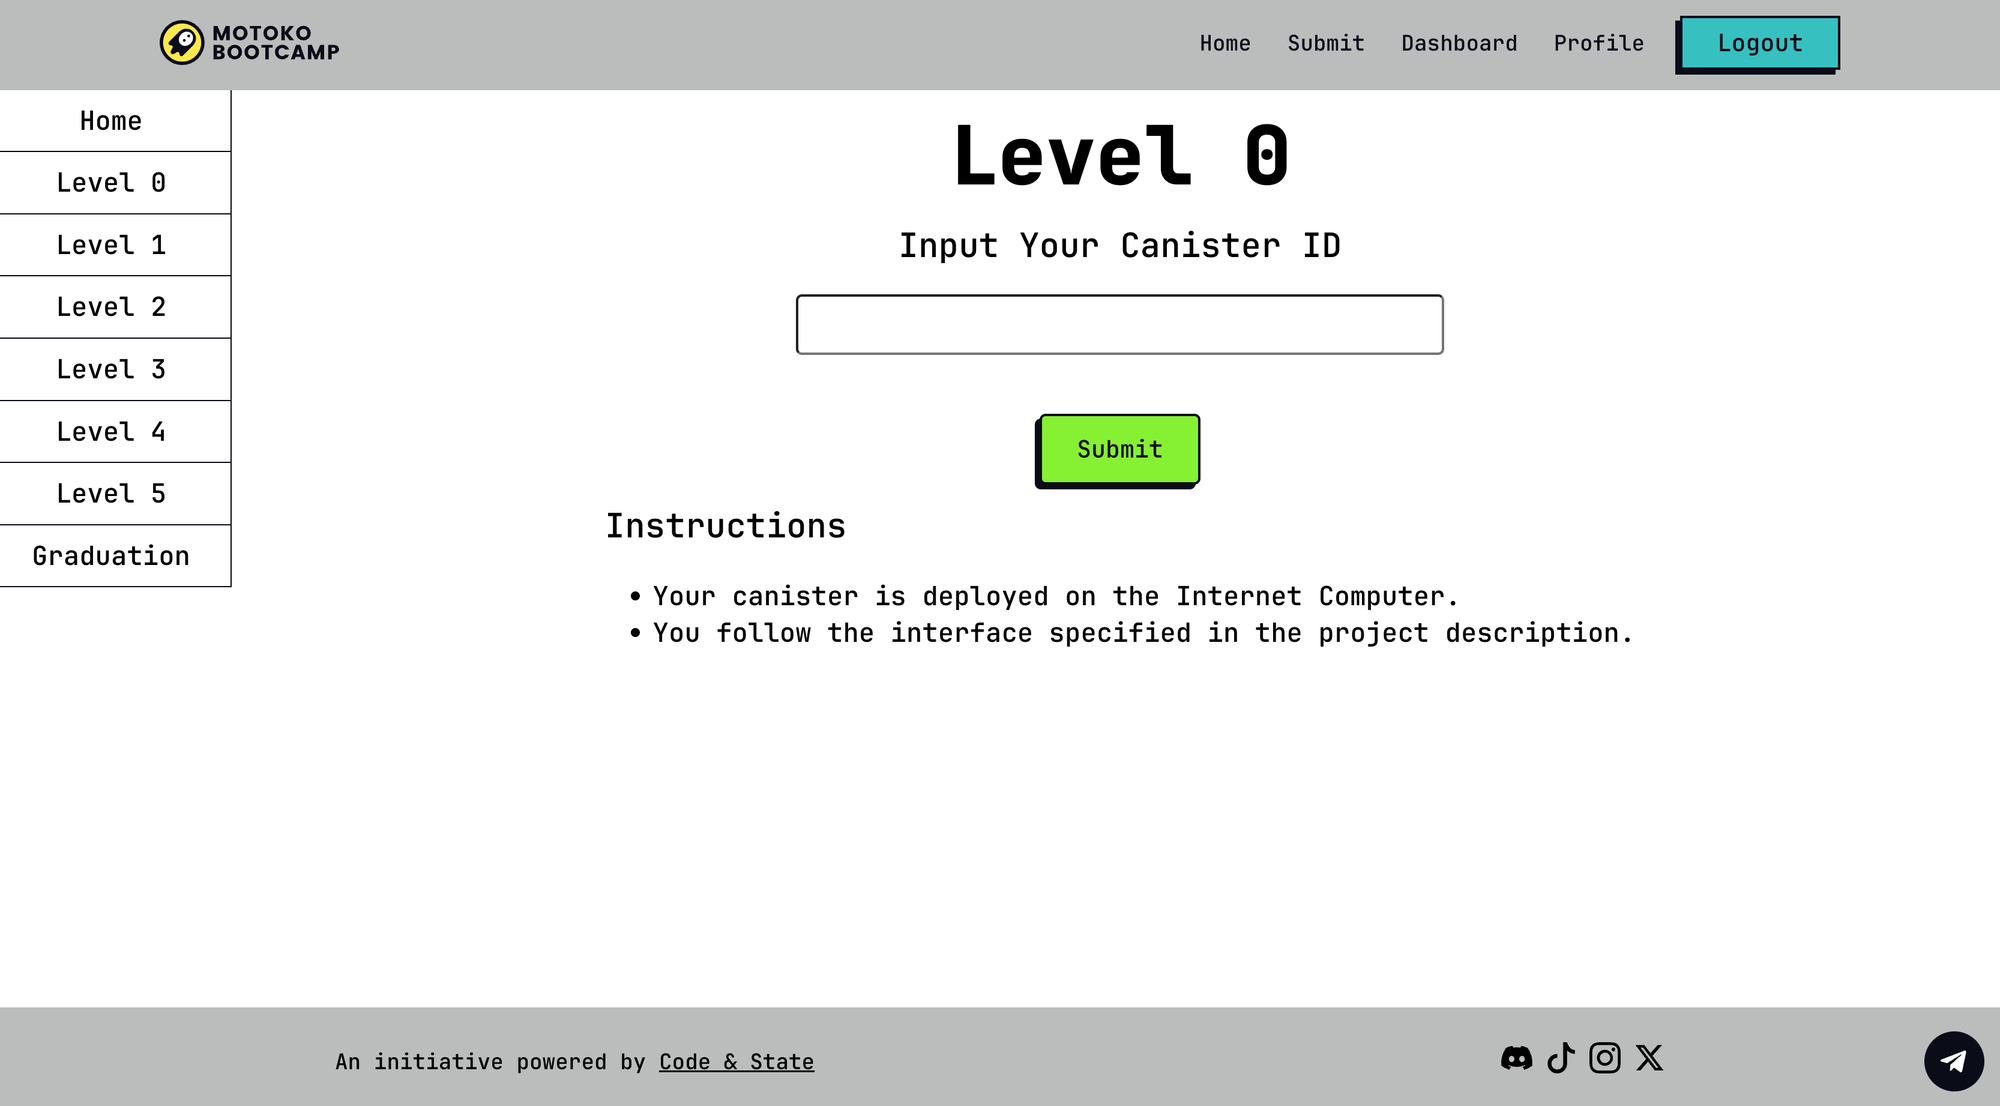 MOTOKO
BOOTCAMP
Home Submit Dashboard Profile Logout
Home
Level 0
Level 1
Level 2
Level 3
Level 4
Level 5
Graduation
Level 0
Input Your Canister ID
Submit
Instructions
• Your canister is deployed on the Internet Computer.
• You follow the interface specified in the project description.
An initiative powered by Code & State